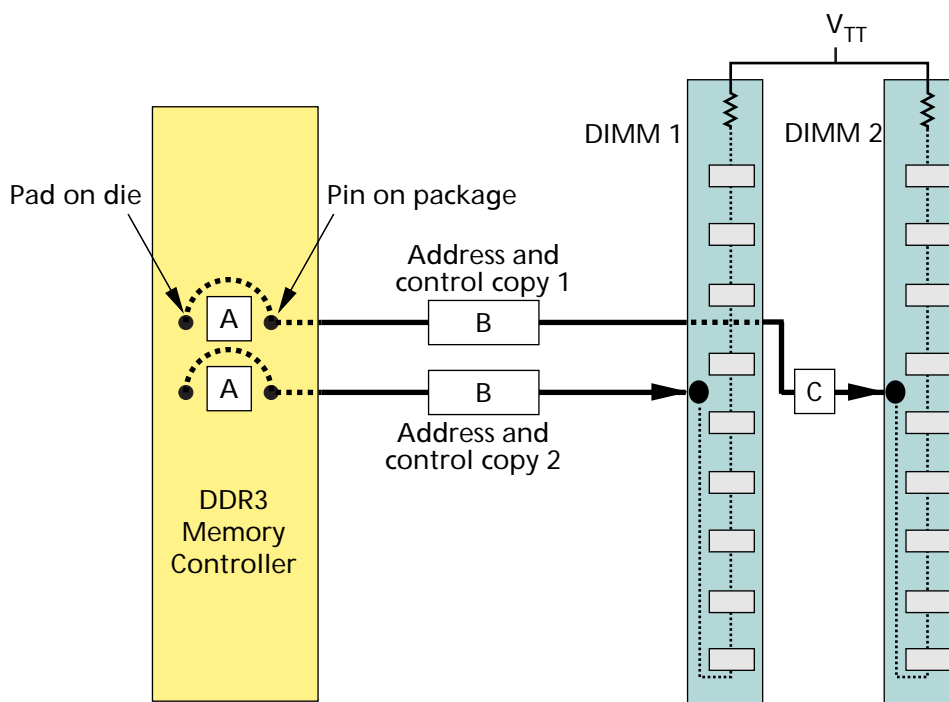 V_TT
DIMM 1
DIMM 2
Pad on die
Pin on package
Address and
control copy 1
A
B
A
B
C
Address and
control copy 2
DDR3
Memory
Controller